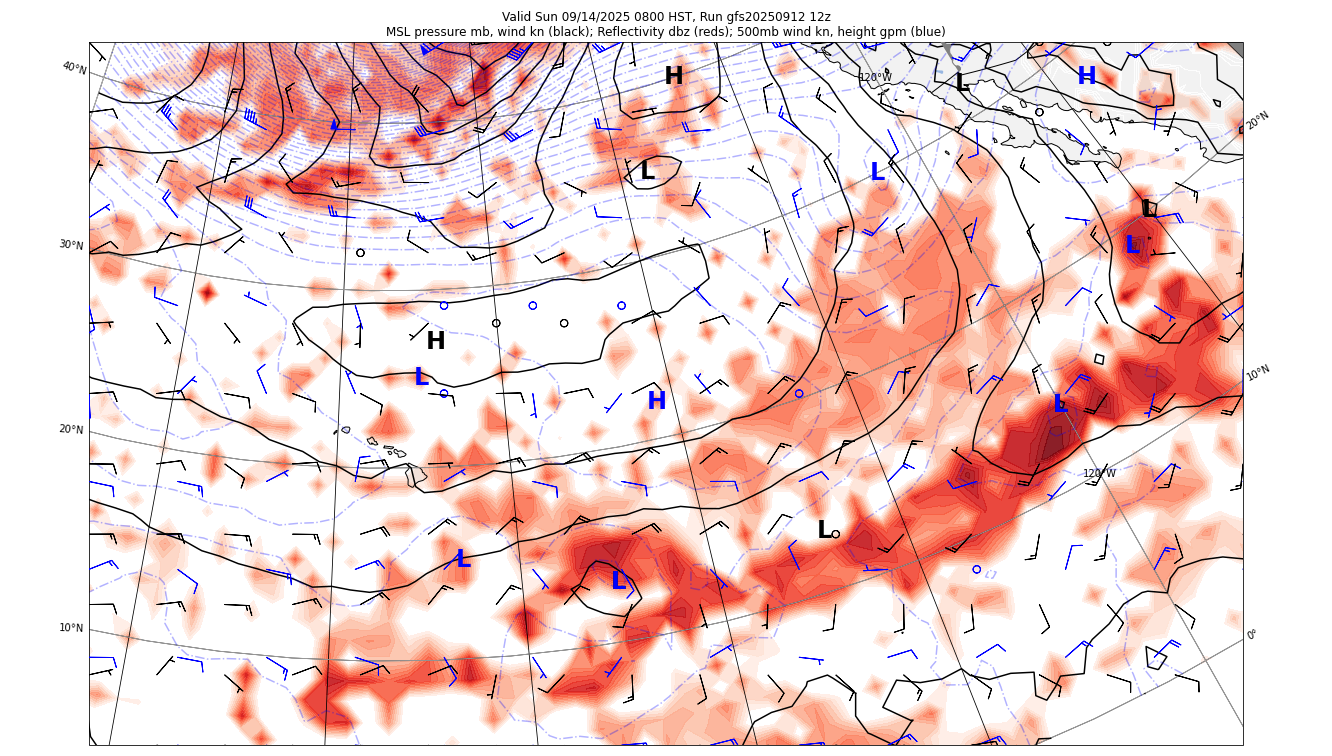 Valid Sun 09/14/2025 0800 HST, Run gfs20250912 12z
MSL pressure mb, wind kn (black); Reflectivity dbz (reds); 500mb wind kn, height gpm (blue)
40°N
H
120°W
L
H
20°N
L
L
L
30°N
L
H
L
10°N
H
L
20°N
120°W
L
L
L
10°N
0°